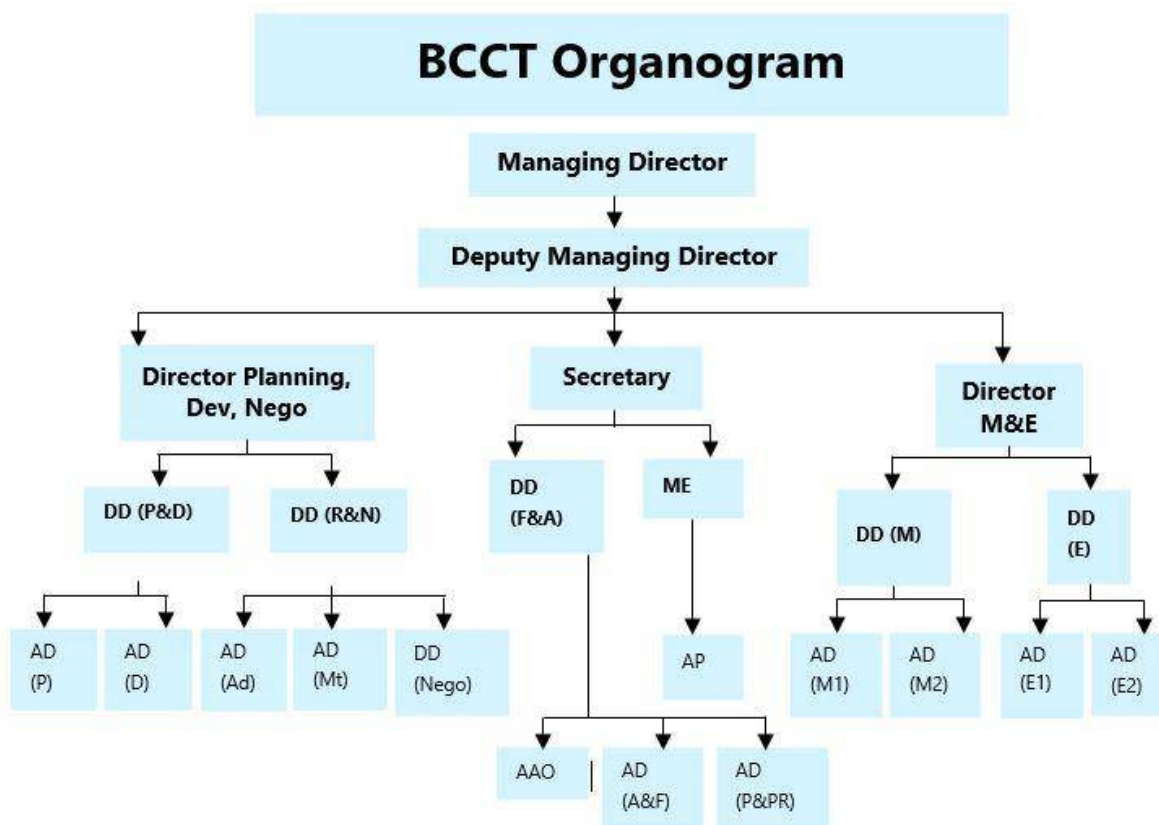 BCCT Organogram
Managing Director
Deputy Managing Director
Director Planning,
Dev, Nego
Secretary
Director
M&E
DD (P&D)
DD (R&N)
DD
(F&A)
ME
DD (M)
DD
(E)
AD
(P)
AD
(D)
AD
(Ad)
AD
(Mt)
DD
(Nego)
AP
AD
(M1)
AD
(M2)
AD
(E1)
AD
(E2)
AAO
AD
(A&F)
AD
(P&PR)